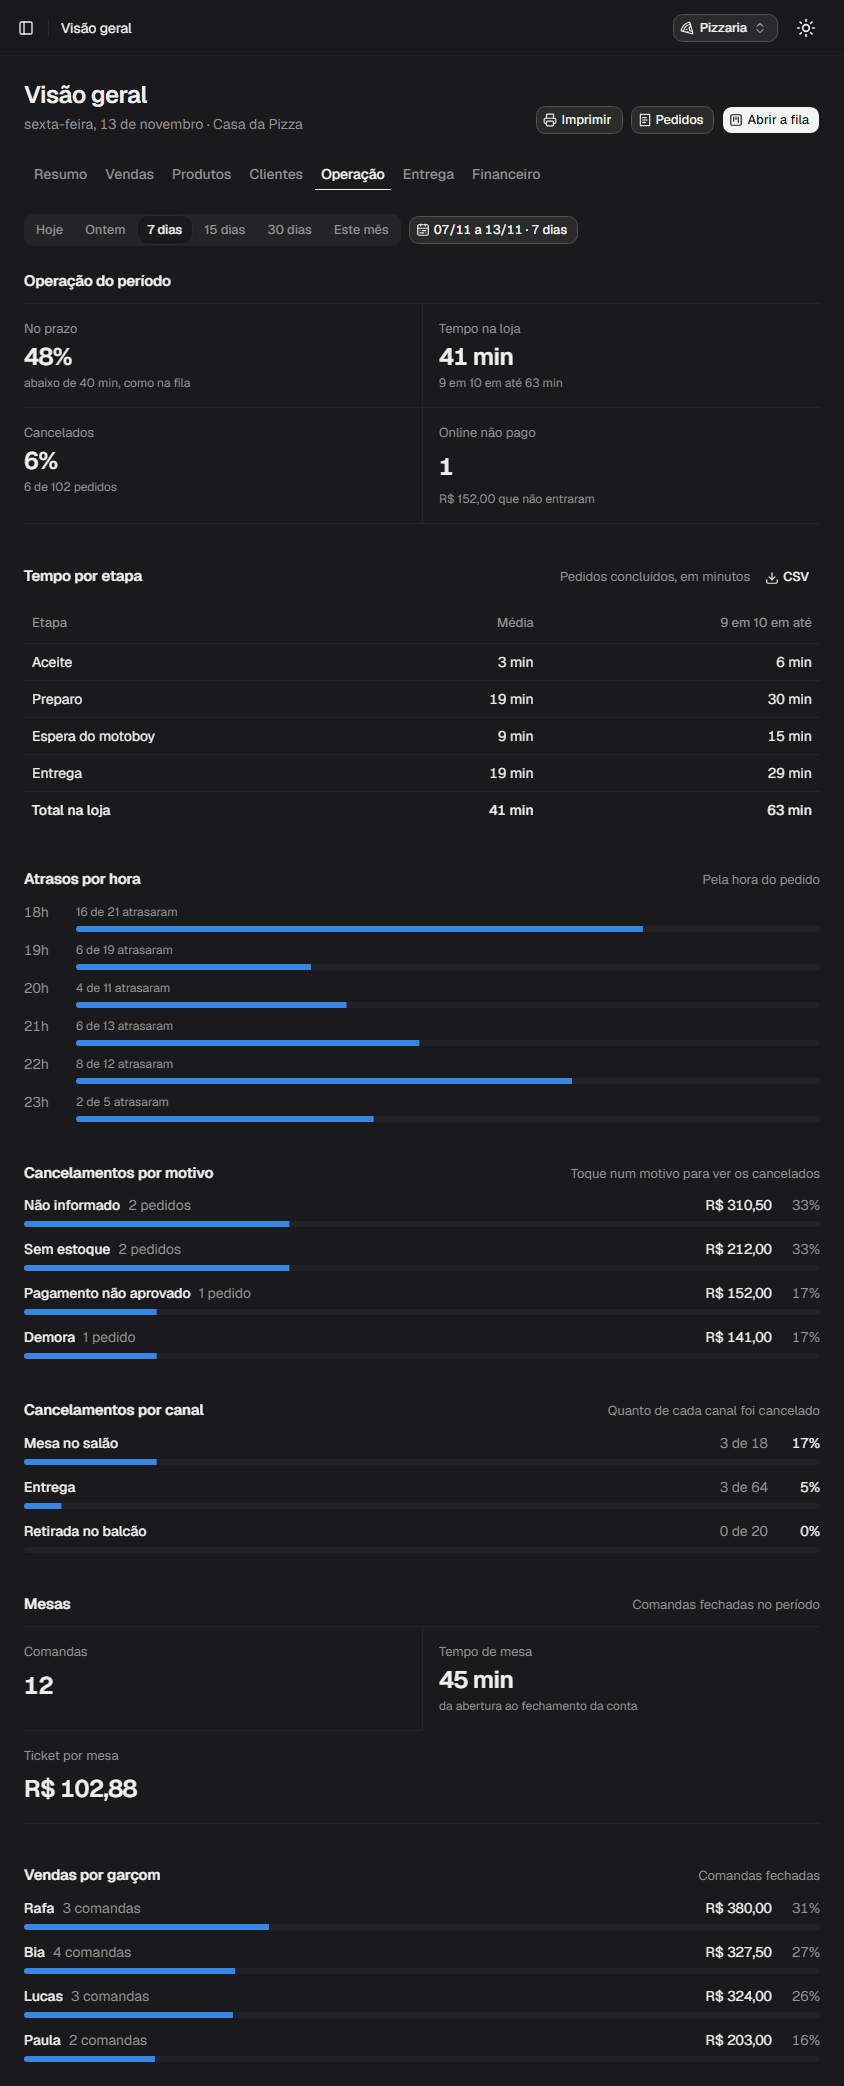 Visão geral
Pizzaria
Visão geral
sexta-feira, 13 de novembro · Casa da Pizza
Imprimir
Pedidos
Abrir a fila
Resumo Vendas Produtos Clientes Operação Entrega Financeiro
Hoje Ontem 7 dias 15 dias 30 dias Este mês 07/11 a 13/11 · 7 dias
Operação do período
No prazo
48%
abaixo de 40 min, como na fila
Tempo na loja
41 min
9 em 10 em até 63 min
Cancelados
6%
6 de 102 pedidos
Online não pago
1
R$ 152,00 que não entraram
Tempo por etapa
Pedidos concluídos, em minutos CSV
Etapa Média 9 em 10 em até
Aceite 3 min 6 min
Preparo 19 min 30 min
Espera do motoboy 9 min 15 min
Entrega 19 min 29 min
Total na loja 41 min 63 min
Atrasos por hora
Pela hora do pedido
18h 16 de 21 atrasaram
19h 6 de 19 atrasaram
20h 4 de 11 atrasaram
21h 6 de 13 atrasaram
22h 8 de 12 atrasaram
23h 2 de 5 atrasaram
Cancelamentos por motivo
Toque num motivo para ver os cancelados
Não informado 2 pedidos R$ 310,50 33%
Sem estoque 2 pedidos R$ 212,00 33%
Pagamento não aprovado 1 pedido R$ 152,00 17%
Demora 1 pedido R$ 141,00 17%
Cancelamentos por canal
Quanto de cada canal foi cancelado
Mesa no salão 3 de 18 17%
Entrega 3 de 64 5%
Retirada no balcão 0 de 20 0%
Mesas
Comandas fechadas no período
Comandas
12
Tempo de mesa
45 min
da abertura ao fechamento da conta
Ticket por mesa
R$ 102,88
Vendas por garçom
Comandas fechadas
Rafa 3 comandas R$ 380,00 31%
Bia 4 comandas R$ 327,50 27%
Lucas 3 comandas R$ 324,00 26%
Paula 2 comandas R$ 203,00 16%